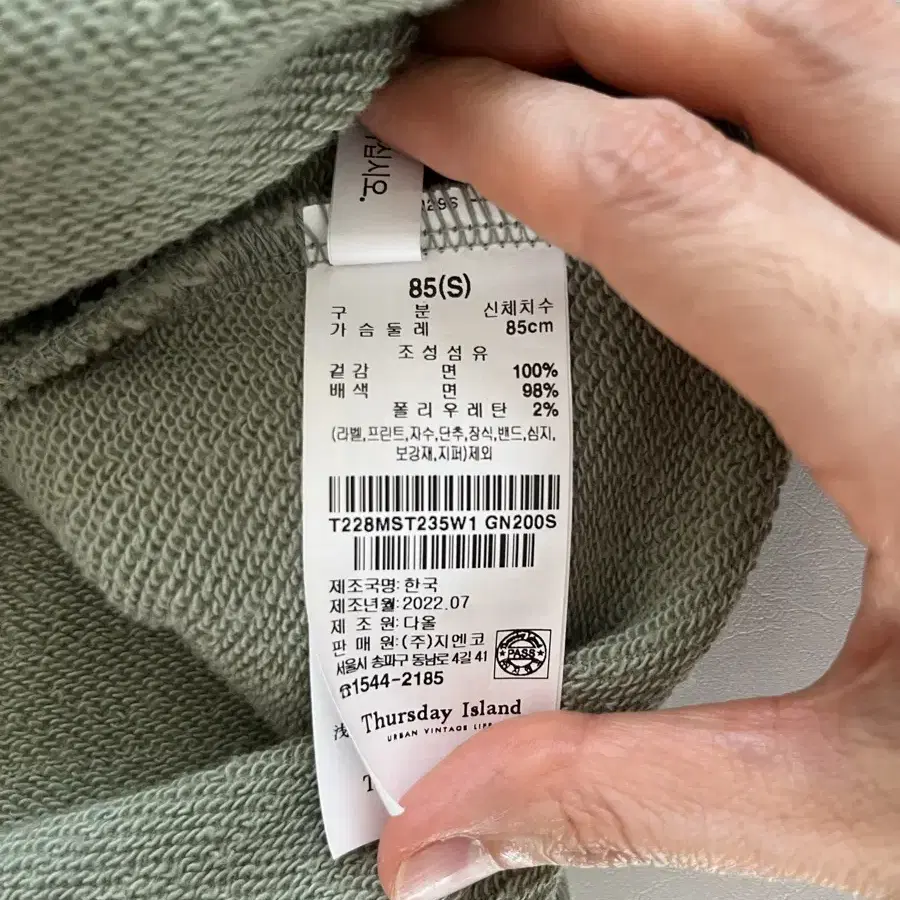 십시오.
85(S)
구 분 신체치수
가 슴 둘 레 85cm
조 성 섬 유
겉 감 면 100%
배 색 면 98%
폴 리 우 레 탄 2%
(라벨,프린트,자수,단추,장식,밴드,심지,
보강재,지퍼)제외
T228MST235W1 GN200S
제조국명: 한국
제조년월: 2022.07
제 조 원: 다올
판 매 원: (주)지엔코
서울시 송파구 동남로 4길 41
☎1544-2185
PASS
Thursday Island
URBAN VINTAGE
浅